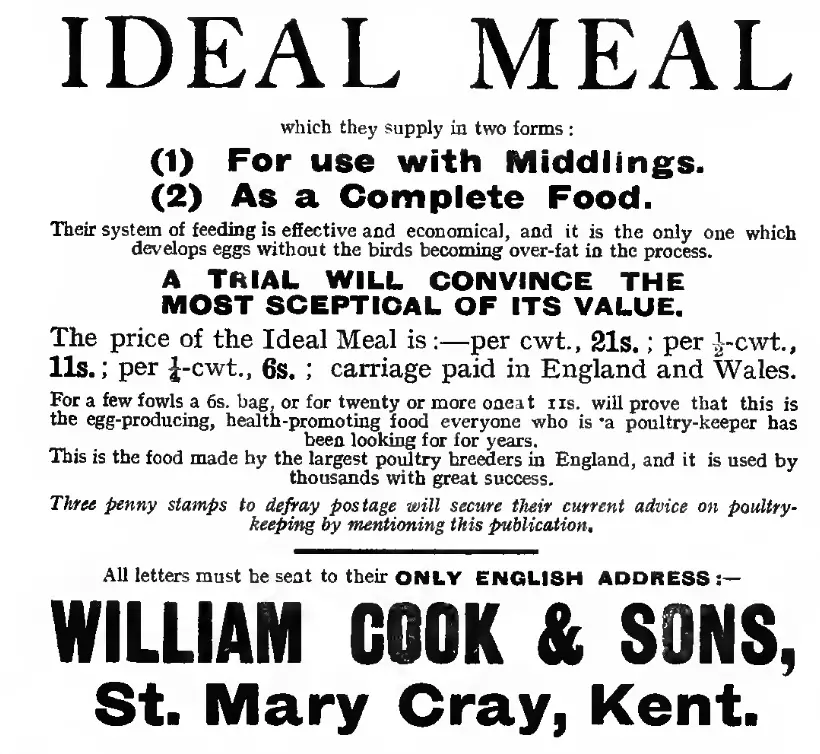 IDEAL MEAL
which they supply in two forms :
(1) For use with Middlings.
(2) As a Complete Food.
Their system of feeding is effective and economical, and it is the only one which
develops eggs without the birds becoming over-fat in the process.
A TRIAL WILL CONVINCE THE
MOST SCEPTICAL OF ITS VALUE.
The price of the Ideal Meal is :—per cwt., 21s. ; per ½-cwt.,
11s. ; per ¼-cwt., 6s. ; carriage paid in England and Wales.
For a few fowls a 6s. bag, or for twenty or more one at 11s. will prove that this is
the egg-producing, health-promoting food everyone who is a poultry-keeper has
been looking for for years.
This is the food made by the largest poultry breeders in England, and it is used by
thousands with great success.
Three penny stamps to defray postage will secure their current advice on poultry-
keeping by mentioning this publication.
All letters must be sent to their ONLY ENGLISH ADDRESS :—
WILLIAM COOK & SONS,
St. Mary Cray, Kent.